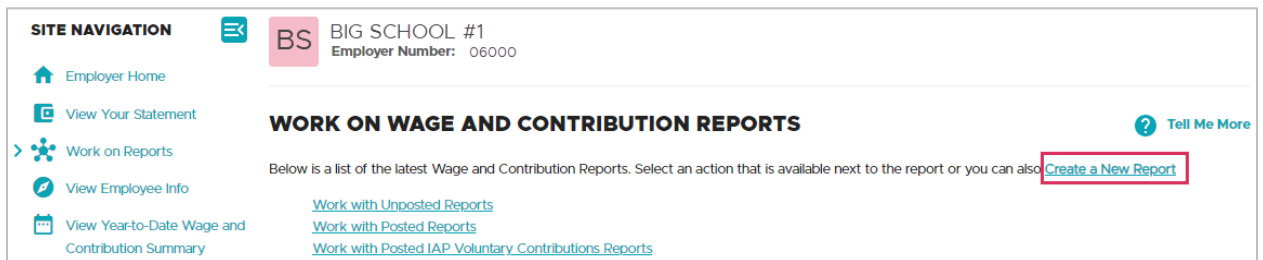 SITE NAVIGATION
Employer Home
View Your Statement
Work on Reports
View Employee Info
View Year-to-Date Wage and
Contribution Summary
BS
BIG SCHOOL #1
Employer Number: 06000
WORK ON WAGE AND CONTRIBUTION REPORTS
? Tell Me More
Below is a list of the latest Wage and Contribution Reports. Select an action that is available next to the report or you can also Create a New Report
Work with Unposted Reports
Work with Posted Reports
Work with Posted IAP Voluntary Contributions Reports